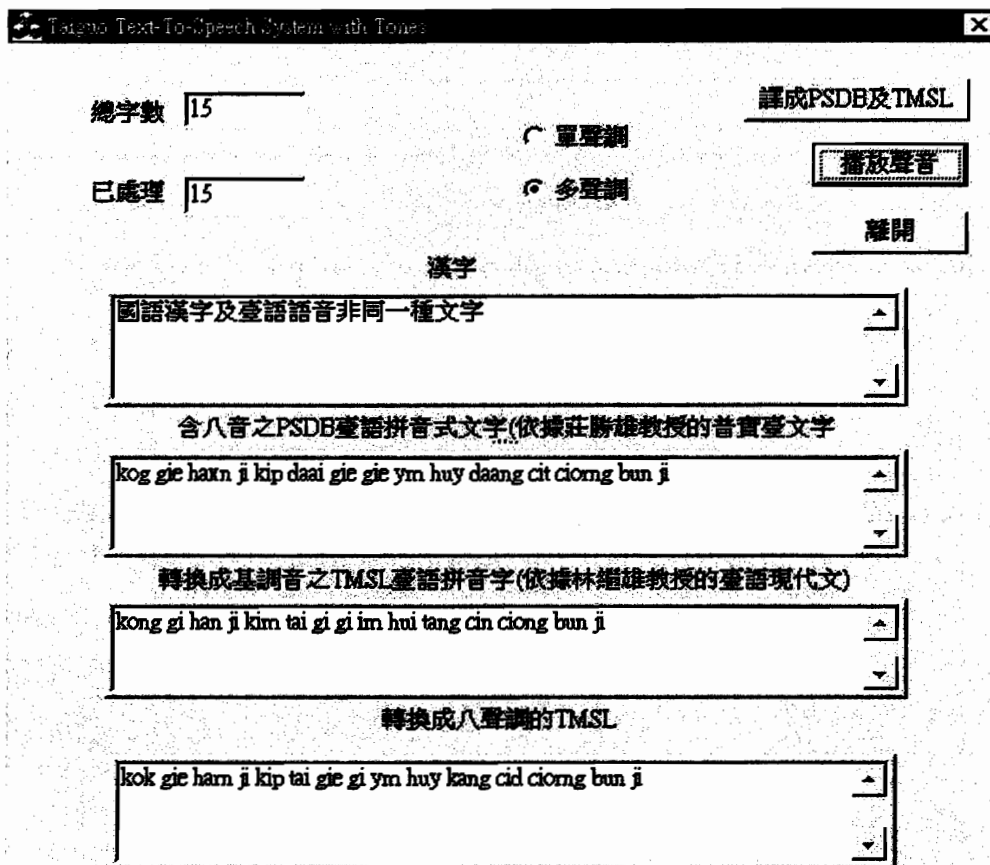 Taiguo Text-To-Speech System with Tones
總字數 15
譯成PSDB及TMSL
單聲調
播放聲音
已處理 15
多聲調
離開
漢字
國語漢字及臺語語音非同一種文字
含八音之PSDB臺語拼音式文字(依據莊勝雄教授的普實臺文字
kog gie haxn ji kip daai gie gie ym huy daang cit ciorng bun ji
轉換成基調音之TMSL臺語拼音字(依據林繼雄教授的臺語現代文)
kong gi han ji kim tai gi gi im hui tang cin ciong bun ji
轉換成八聲調的TMSL
kok gie harn ji kip tai gie gi ym huy kang cid ciorng bun ji